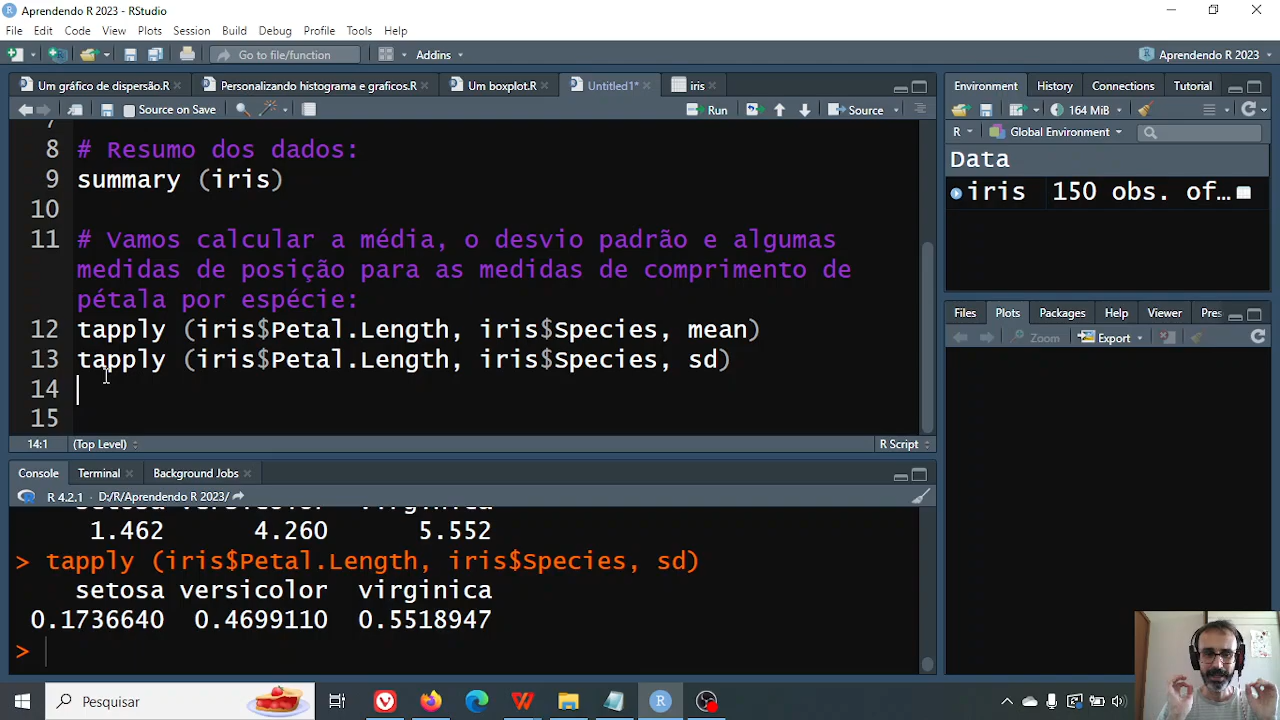 Aprendendo R 2023 - RStudio
File Edit Code View Plots Session Build Debug Profile Tools Help
Go to file/function Addins Aprendendo R 2023
Um gráfico de dispersão.R Personalizando histograma e graficos.R Um boxplot.R Untitled1* iris
Source on Save Run Source
7
8 # Resumo dos dados:
9 summary (iris)
10
11 # Vamos calcular a média, o desvio padrão e algumas
medidas de posição para as medidas de comprimento de
pétala por espécie:
12 tapply (iris$Petal.Length, iris$Species, mean)
13 tapply (iris$Petal.Length, iris$Species, sd)
14
15
14:1 (Top Level) R Script
Console Terminal Background Jobs
R 4.2.1 · D:/R/Aprendendo R 2023/
setosa versicolor virginica
1.462 4.260 5.552
> tapply (iris$Petal.Length, iris$Species, sd)
setosa versicolor virginica
0.1736640 0.4699110 0.5518947
>
Environment History Connections Tutorial
164 MiB
R Global Environment
Data
iris 150 obs. of…
Files Plots Packages Help Viewer Pres
Zoom Export
Pesquisar